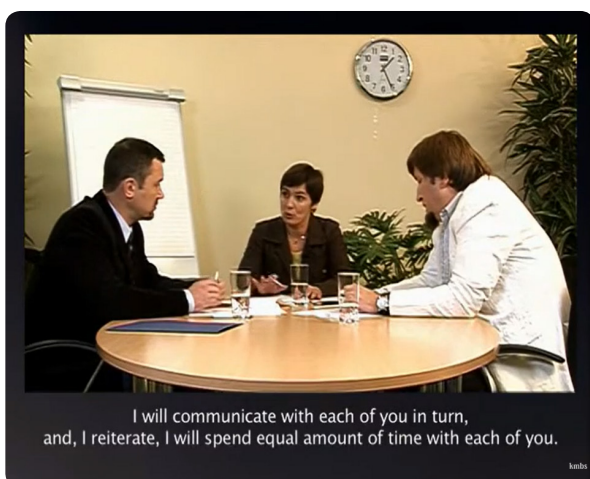 I will communicate with each of you in turn,
and, I reiterate, I will spend equal amount of time with each of you.
kmbs